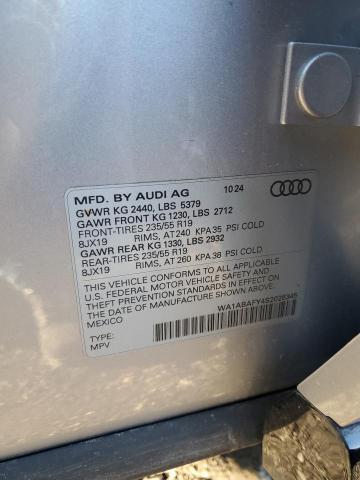 MFD. BY AUDI AG 10 24
GVWR KG 2440, LBS 5379
GAWR FRONT KG 1230, LBS 2712
FRONT-TIRES 235/55 R19
8JX19 RIMS, AT 240 KPA 35 PSI COLD
GAWR REAR KG 1330, LBS 2932
REAR-TIRES 235/55 R19
8JX19 RIMS, AT 260 KPA 38 PSI COLD
THIS VEHICLE CONFORMS TO ALL APPLICABLE
U.S. FEDERAL MOTOR VEHICLE SAFETY AND
THEFT PREVENTION STANDARDS IN EFFECT ON
THE DATE OF MANUFACTURE SHOWN ABOVE.
MEXICO
WA1ABAFY4S2028345
TYPE:
MPV